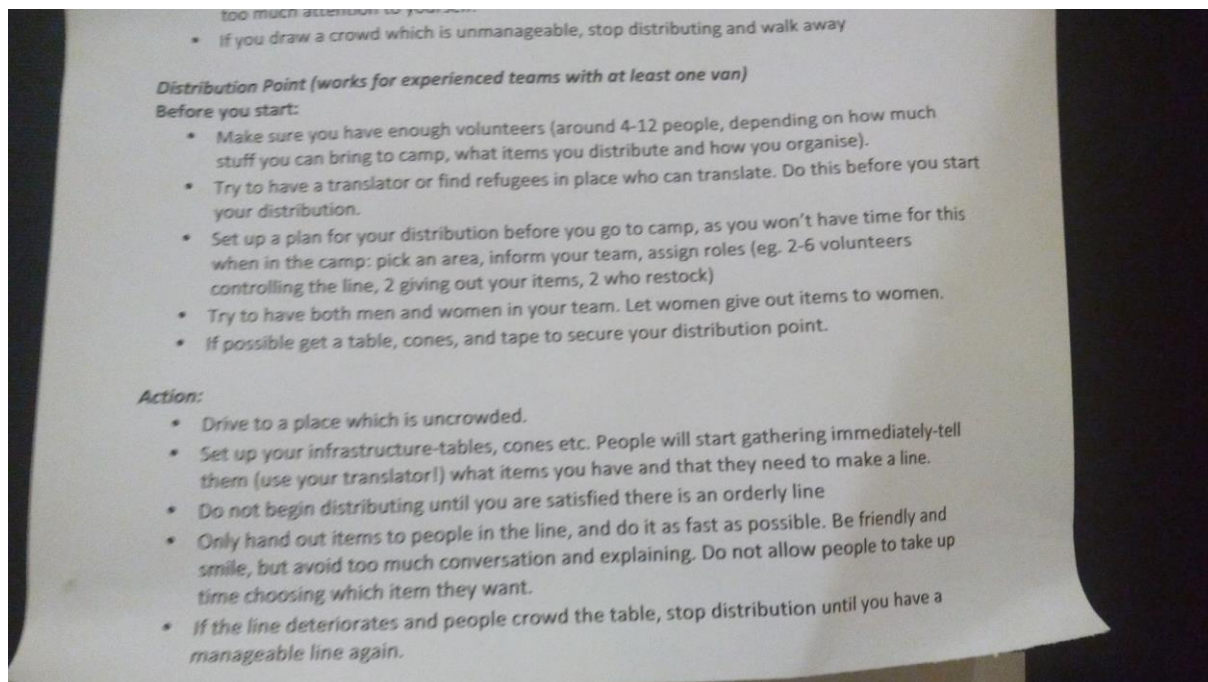 too much attention to yourself.
• If you draw a crowd which is unmanageable, stop distributing and walk away
Distribution Point (works for experienced teams with at least one van)
Before you start:
• Make sure you have enough volunteers (around 4-12 people, depending on how much
stuff you can bring to camp, what items you distribute and how you organise).
• Try to have a translator or find refugees in place who can translate. Do this before you start
your distribution.
• Set up a plan for your distribution before you go to camp, as you won't have time for this
when in the camp: pick an area, inform your team, assign roles (eg. 2-6 volunteers
controlling the line, 2 giving out your items, 2 who restock)
• Try to have both men and women in your team. Let women give out items to women.
• If possible get a table, cones, and tape to secure your distribution point.
Action:
• Drive to a place which is uncrowded.
• Set up your infrastructure-tables, cones etc. People will start gathering immediately-tell
them (use your translator!) what items you have and that they need to make a line.
• Do not begin distributing until you are satisfied there is an orderly line
• Only hand out items to people in the line, and do it as fast as possible. Be friendly and
smile, but avoid too much conversation and explaining. Do not allow people to take up
time choosing which item they want.
• If the line deteriorates and people crowd the table, stop distribution until you have a
manageable line again.